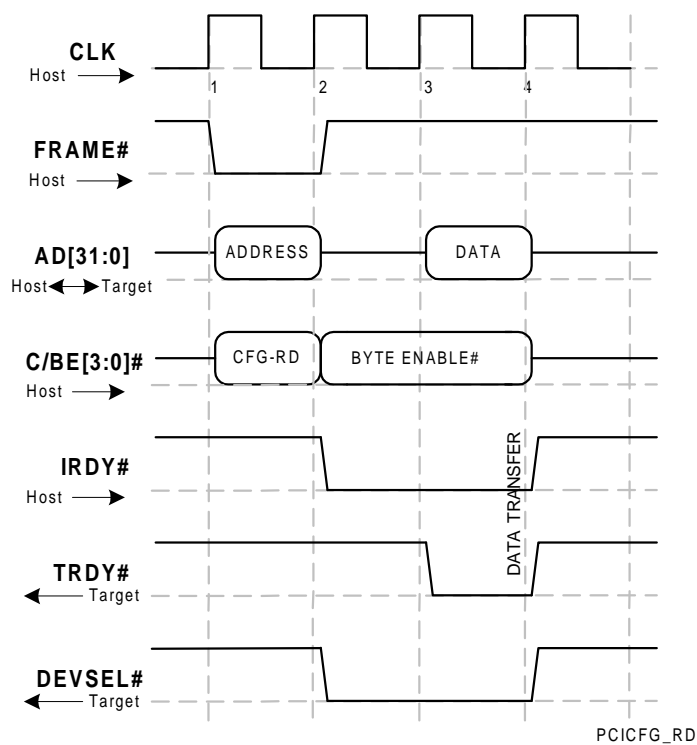 CLK
Host
1 2 3 4
FRAME#
Host
AD[31:0]
ADDRESS DATA
Host Target
C/BE[3:0]#
CFG-RD BYTE ENABLE#
Host
IRDY#
Host
DATA TRANSFER
TRDY#
Target
DEVSEL#
Target
PCICFG_RD